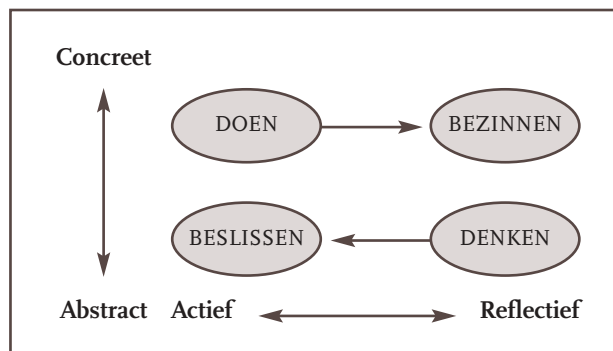 Concreet
DOEN BEZINNEN
BESLISSEN DENKEN
Abstract Actief Reflectief